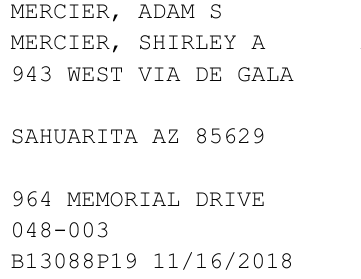 MERCIER, ADAM S
MERCIER, SHIRLEY A
943 WEST VIA DE GALA
SAHUARITA AZ 85629
964 MEMORIAL DRIVE
048-003
B13088P19 11/16/2018